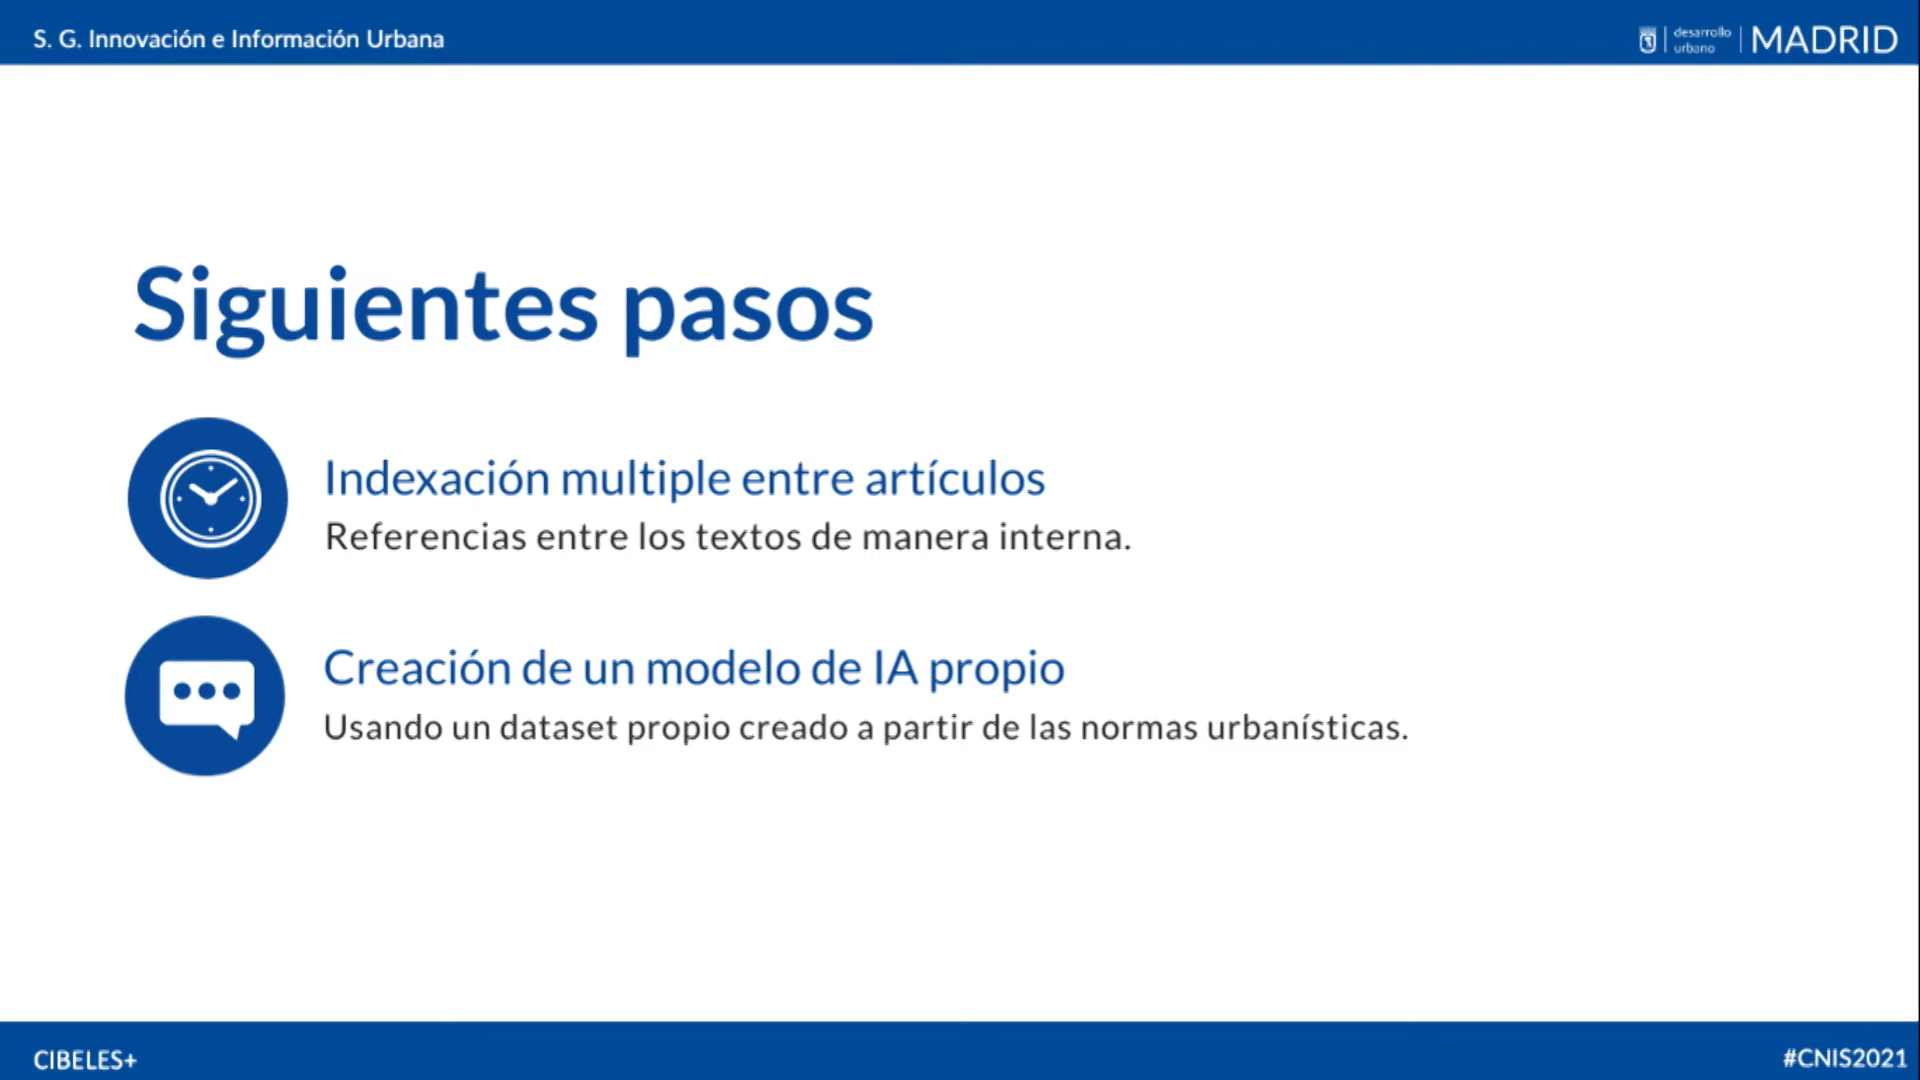 S. G. Innovación e Información Urbana
desarrollo
urbano
MADRID
Siguientes pasos
Indexación multiple entre artículos
Referencias entre los textos de manera interna.
Creación de un modelo de IA propio
Usando un dataset propio creado a partir de las normas urbanísticas.
CIBELES+
#CNIS2021